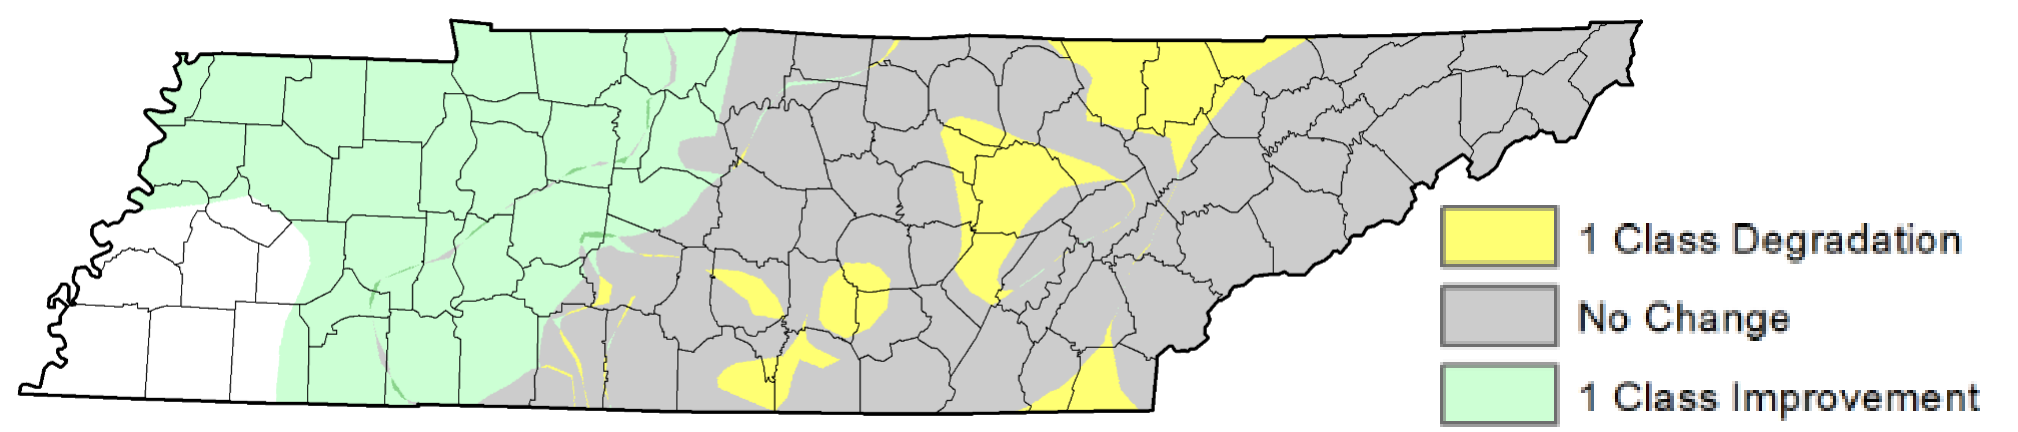 1 Class Degradation
No Change
1 Class Improvement